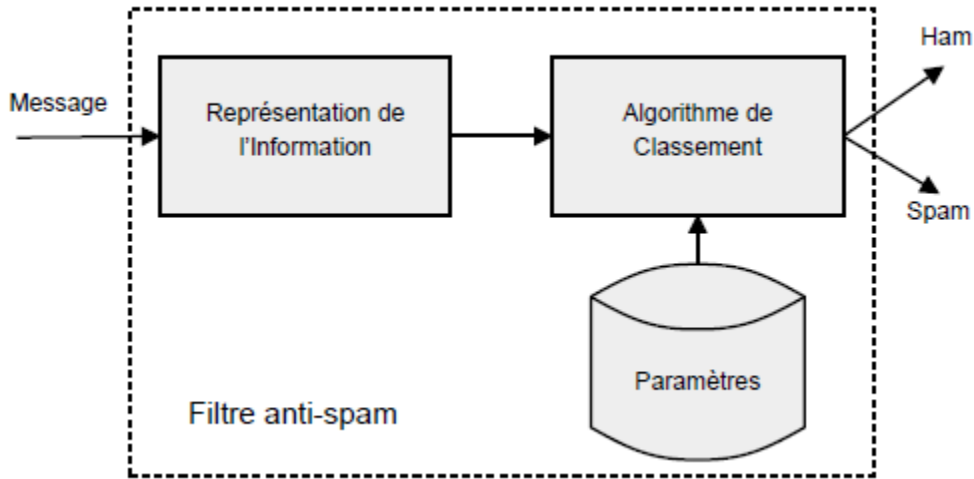 Message
Représentation de
l'Information
Algorithme de
Classement
Ham
Spam
Paramètres
Filtre anti-spam